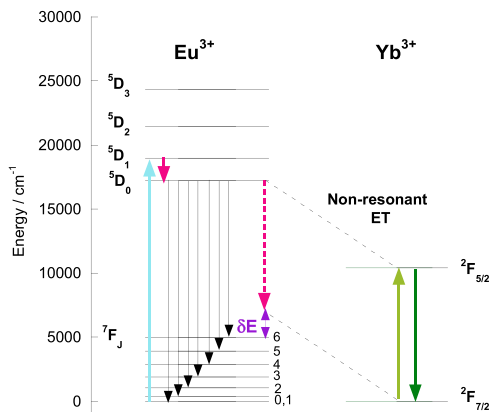 30000
25000
20000
15000
10000
5000
0
Energy / cm⁻¹
Eu³⁺
Yb³⁺
⁵D₃
⁵D₂
⁵D₁
⁵D₀
⁷F_J
Non-resonant
ET
δE
6
5
4
3
2
0,1
²F₅/₂
²F₇/₂